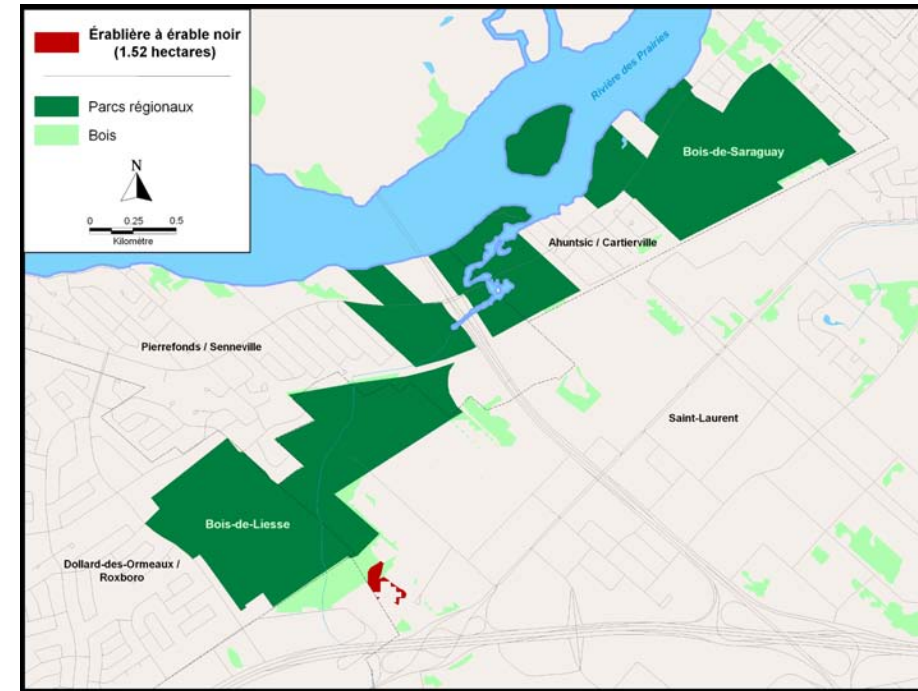 Érablière à érable noir
(1.52 hectares)
Parcs régionaux
Bois
N
0 0.25 0.5
Kilomètre
Rivière des Prairies
Bois-de-Saraguay
Ahuntsic / Cartierville
Pierrefonds / Senneville
Saint-Laurent
Bois-de-Liesse
Dollard-des-Ormeaux /
Roxboro